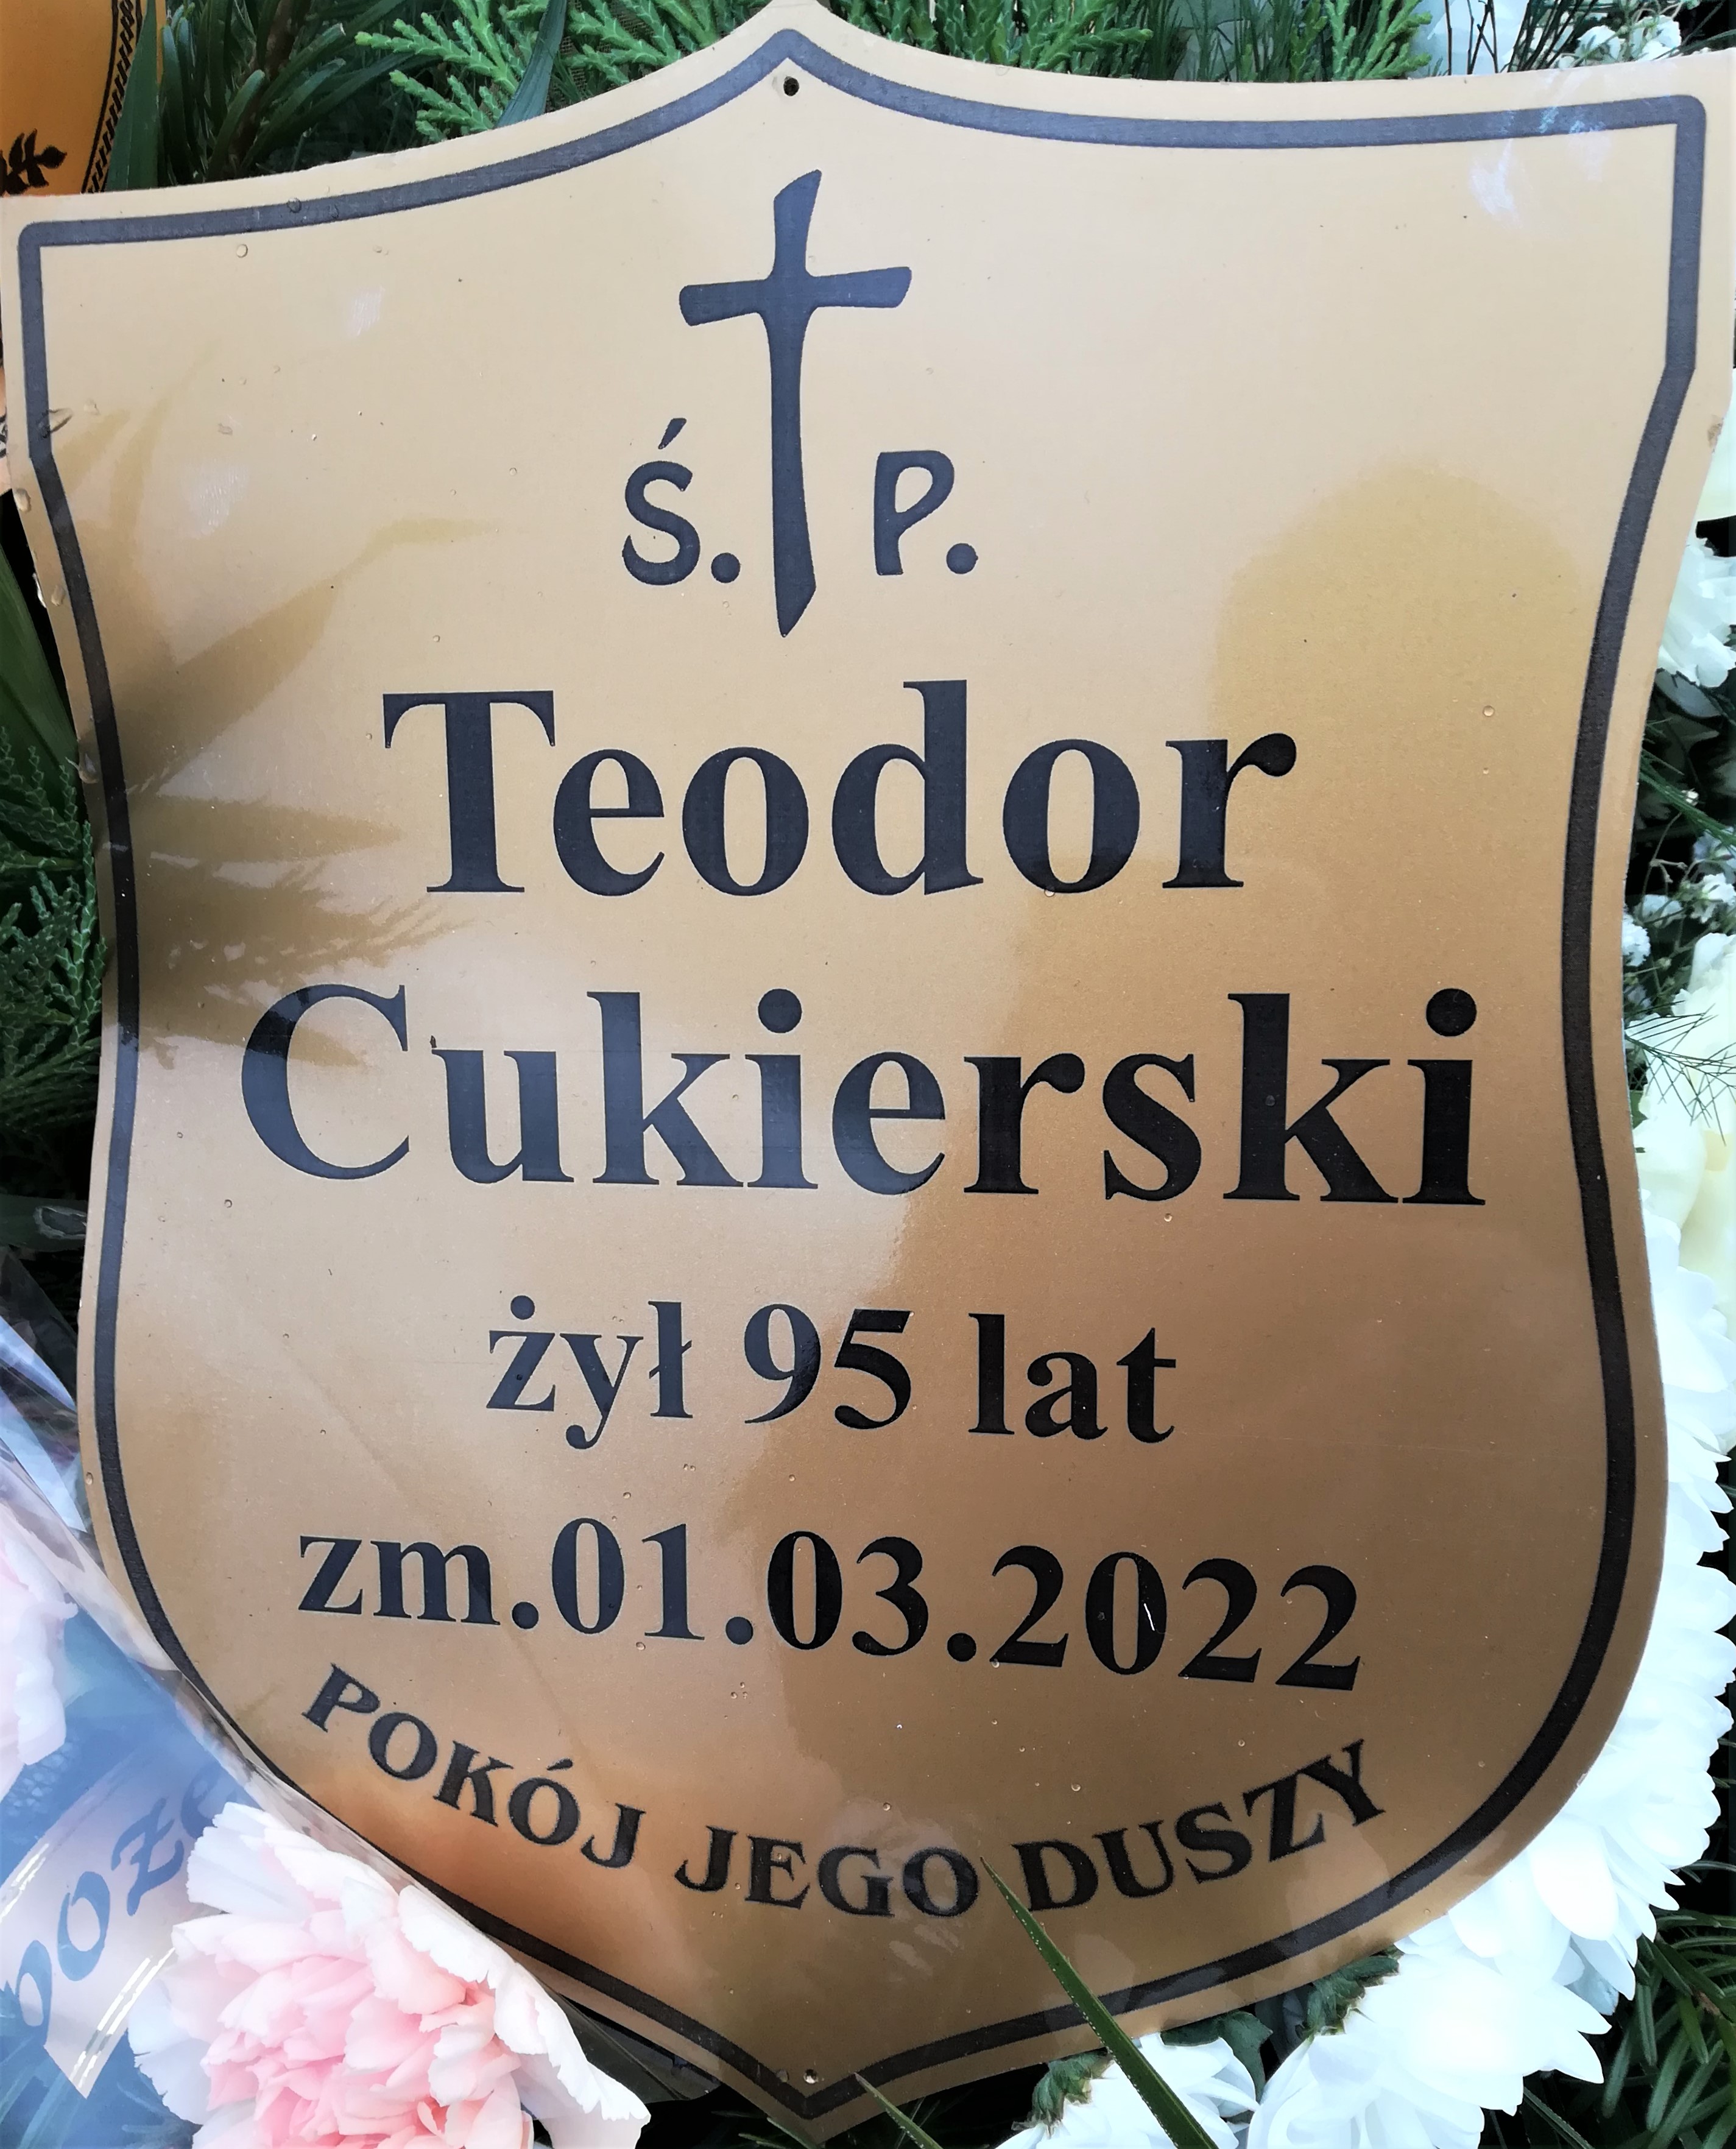 Ś. P.
Teodor
Cukierski
żył 95 lat
zm.01.03.2022
POKÓJ JEGO DUSZY